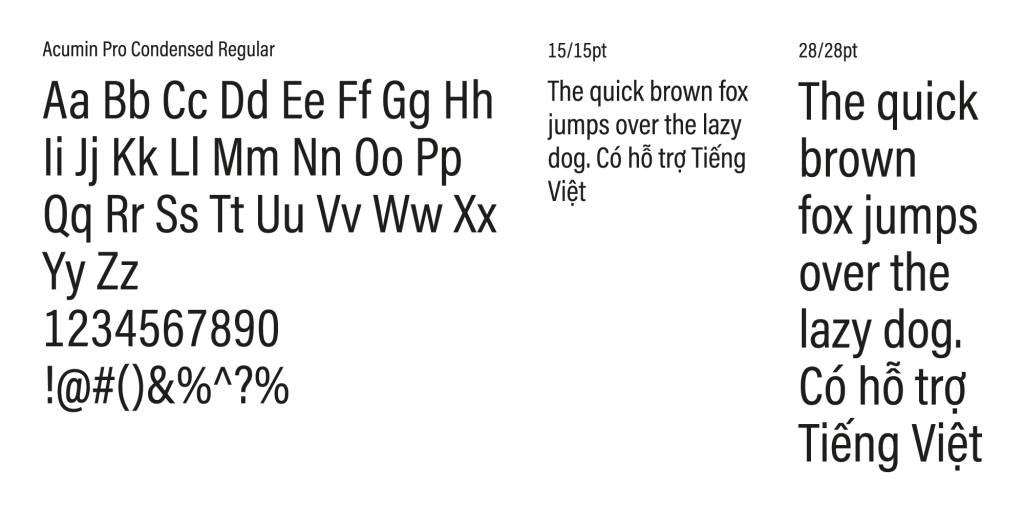 Acumin Pro Condensed Regular
Aa Bb Cc Dd Ee Ff Gg Hh
Ii Jj Kk Ll Mm Nn Oo Pp
Qq Rr Ss Tt Uu Vv Ww Xx
Yy Zz
1234567890
!@#()&%^?%
15/15pt
The quick brown fox
jumps over the lazy
dog. Có hỗ trợ Tiếng
Việt
28/28pt
The quick
brown
fox jumps
over the
lazy dog.
Có hỗ trợ
Tiếng Việt